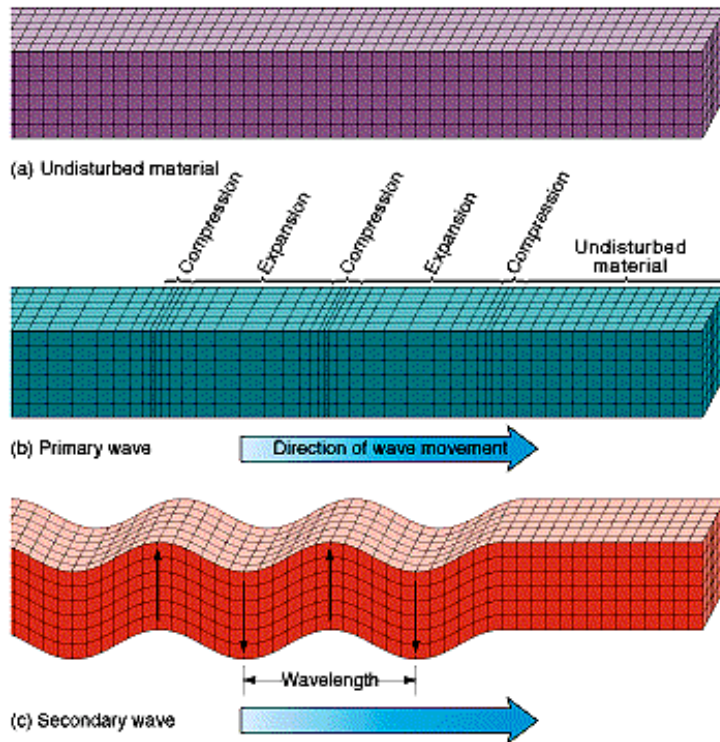 (a) Undisturbed material
Compression
Expansion
Compression
Expansion
Compression
Undisturbed
material
(b) Primary wave
Direction of wave movement
Wavelength
(c) Secondary wave